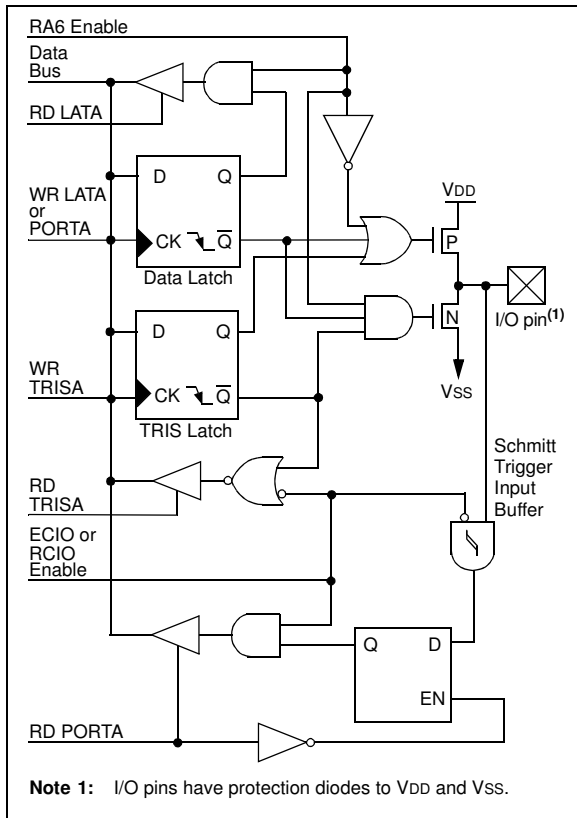 RA6 Enable
Data
Bus
RD LATA
WR LATA
or
PORTA
D
Q
CK
Q
Data Latch
VDD
P
N
I/O pin(1)
VSS
D
Q
WR
TRISA
CK
Q
TRIS Latch
RD
TRISA
Schmitt
Trigger
Input
Buffer
ECIO or
RCIO
Enable
Q
D
EN
RD PORTA
Note 1: I/O pins have protection diodes to VDD and VSS.